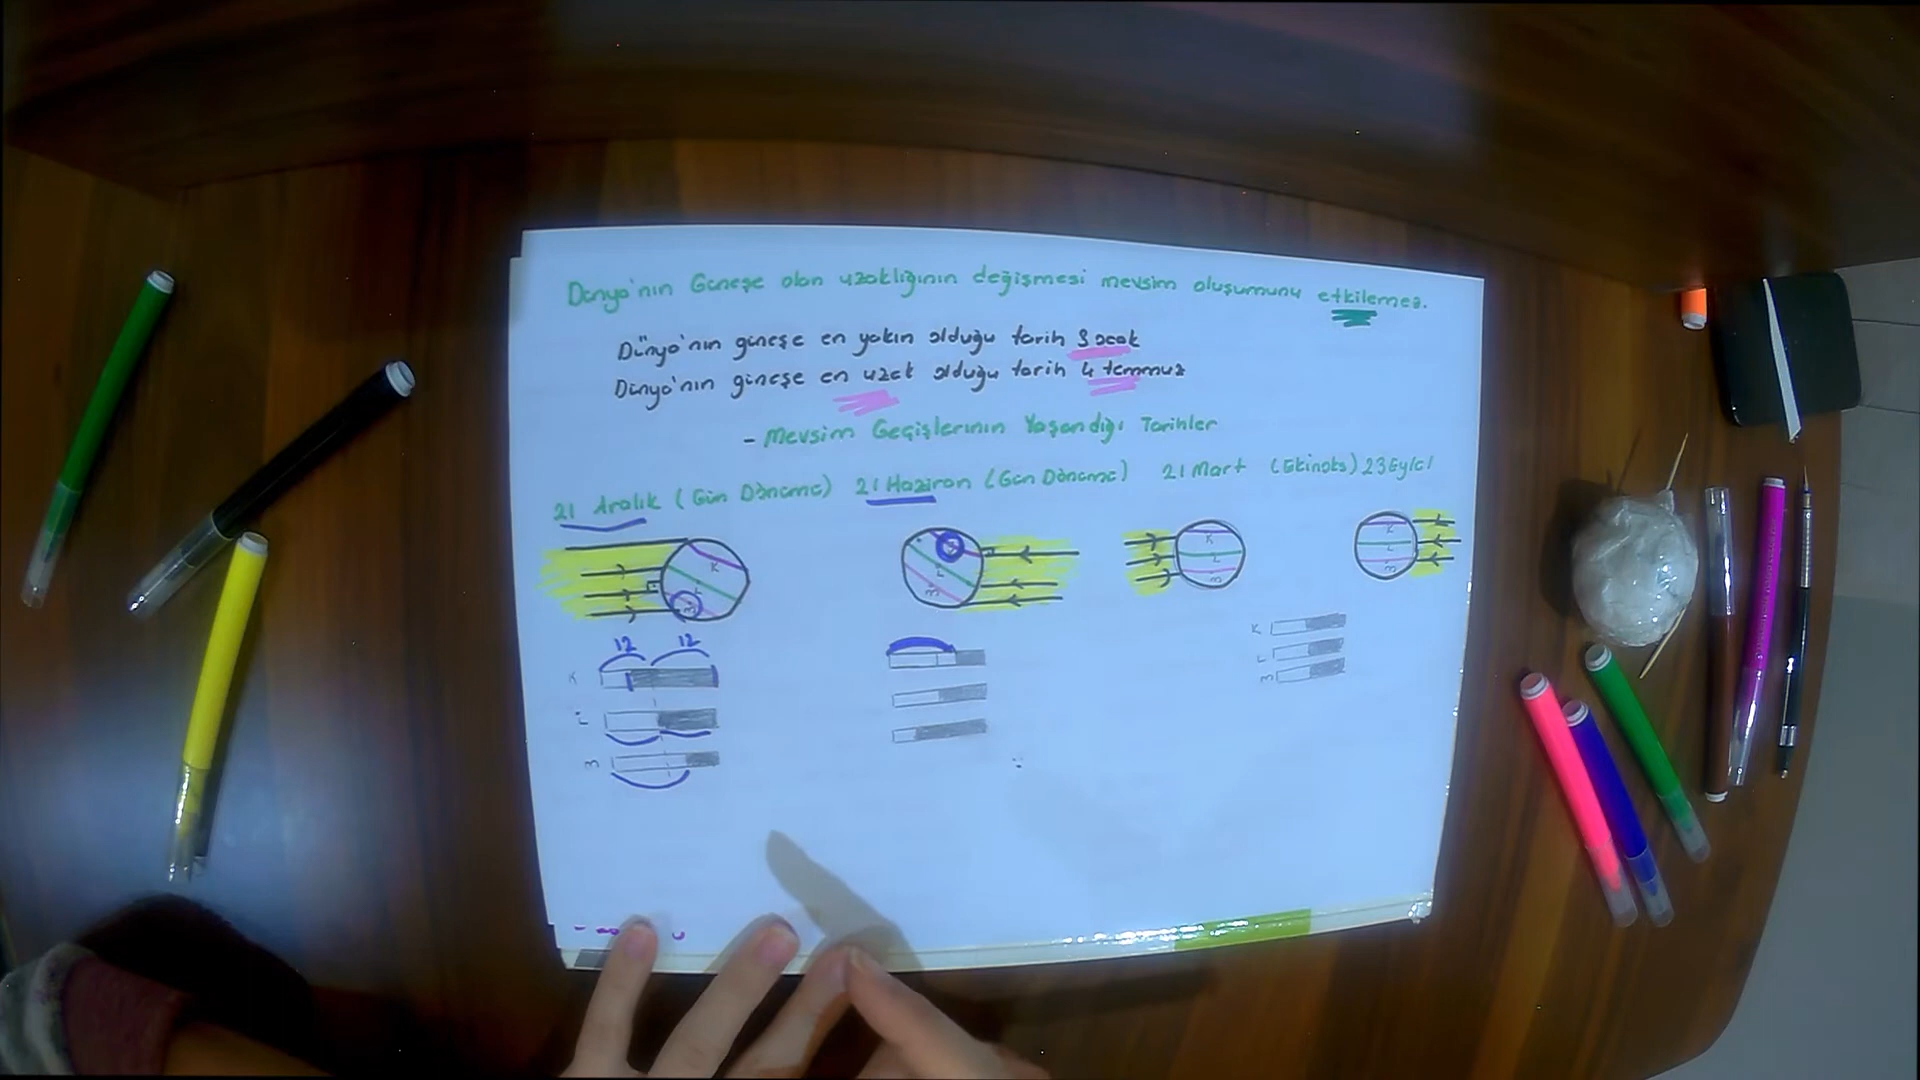 Dünya'nın Güneşe olan uzaklığının değişmesi mevsim oluşumunu etkilemez.
Dünya'nın güneşe en yakın olduğu tarih 3 ocak
Dünya'nın güneşe en uzak olduğu tarih 4 temmuz
- Mevsim Geçişlerinin Yaşandığı Tarihler
21 Aralık (Gün Dönümü) 21 Haziran (Gün Dönümü) 21 Mart (Ekinoks) 23 Eylül
K
L
m
K
L
m
K
L
m
12 12
K
L
m
K
L
m